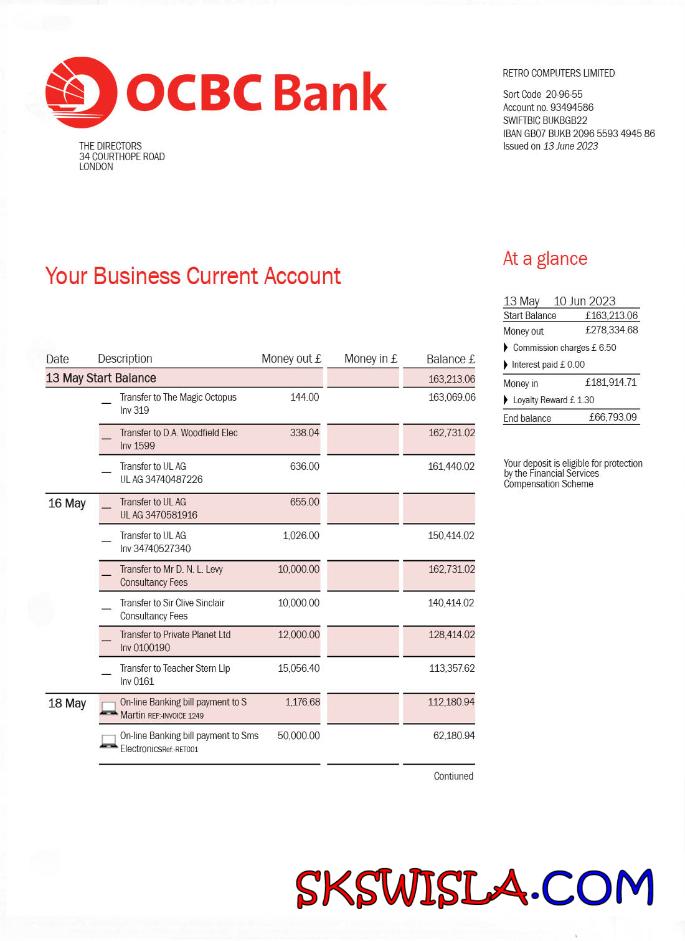 OCBC Bank
RETRO COMPUTERS LIMITED
Sort Code 20-96-55
Account no. 93494586
SWIFTBIC BUKBGB22
IBAN GB07 BUKB 2096 5593 4945 86
Issued on 13 June 2023
THE DIRECTORS
34 COURTHOPE ROAD
LONDON
Your Business Current Account
At a glance
13 May 10 Jun 2023
Start Balance £163,213.06
Money out £278,334.68
Commission charges £ 6.50
Interest paid £ 0.00
Money in £181,914.71
Loyalty Reward £ 1.30
End balance £66,793.09
Your deposit is eligible for protection
by the Financial Services
Compensation Scheme
Date Description Money out £ Money in £ Balance £
13 May Start Balance 163,213.06
Transfer to The Magic Octopus 144.00 163,069.06
Inv 319
Transfer to D.A. Woodfield Elec 338.04 162,731.02
Inv 1599
Transfer to UL AG 636.00 161,440.02
UL AG 34740487226
16 May Transfer to UL AG 655.00
UL AG 3470581916
Transfer to UL AG 1,026.00 150,414.02
Inv 34740527340
Transfer to Mr D. N. L. Levy 10,000.00 162,731.02
Consultancy Fees
Transfer to Sir Clive Sinclair 10,000.00 140,414.02
Consultancy Fees
Transfer to Private Planet Ltd 12,000.00 128,414.02
Inv 0100190
Transfer to Teacher Stern Llp 15,056.40 113,357.62
Inv 0161
18 May On-line Banking bill payment to S 1,176.68 112,180.94
Martin REF:-INVOICE 1249
On-line Banking bill payment to Sms 50,000.00 62,180.94
ElectronicsRef:-RET001
Contiuned
SKSWISLA.COM